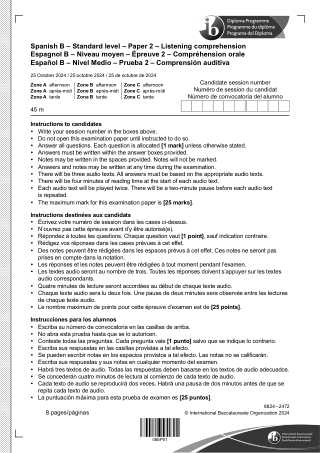 Diploma Programme
Programme du diplôme
Programa del Diploma
Spanish B – Standard level – Paper 2 – Listening comprehension
Espagnol B – Niveau moyen – Épreuve 2 – Compréhension orale
Español B – Nivel Medio – Prueba 2 – Comprensión auditiva
25 October 2024 / 25 octobre 2024 / 25 de octubre de 2024
Zone A afternoon | Zone B afternoon | Zone C afternoon
Zone A après-midi | Zone B après-midi | Zone C après-midi
Zona A tarde | Zona B tarde | Zona C tarde
Candidate session number
Numéro de session du candidat
Número de convocatoria del alumno
45 m
Instructions to candidates
• Write your session number in the boxes above.
• Do not open this examination paper until instructed to do so.
• Answer all questions. Each question is allocated [1 mark] unless otherwise stated.
• Answers must be written within the answer boxes provided.
• Notes may be written in the spaces provided. Notes will not be marked.
• Answers and notes may be written at any time during the examination.
• There will be three audio texts. All answers must be based on the appropriate audio texts.
• There will be four minutes of reading time at the start of each audio text.
• Each audio text will be played twice. There will be a two-minute pause before each audio text
is repeated.
• The maximum mark for this examination paper is [25 marks].
Instructions destinées aux candidats
• Écrivez votre numéro de session dans les cases ci-dessus.
• N'ouvrez pas cette épreuve avant d'y être autorisé(e).
• Répondez à toutes les questions. Chaque question vaut [1 point], sauf indication contraire.
• Rédigez vos réponses dans les cases prévues à cet effet.
• Des notes peuvent être rédigées dans les espaces prévus à cet effet. Ces notes ne seront pas
prises en compte dans la notation.
• Les réponses et les notes peuvent être rédigées à tout moment pendant l'examen.
• Les textes audio seront au nombre de trois. Toutes les réponses doivent s'appuyer sur les textes
audio correspondants.
• Quatre minutes de lecture seront accordées au début de chaque texte audio.
• Chaque texte audio sera lu deux fois. Une pause de deux minutes sera observée entre les lectures
de chaque texte audio.
• Le nombre maximum de points pour cette épreuve d'examen est de [25 points].
Instrucciones para los alumnos
• Escriba su número de convocatoria en las casillas de arriba.
• No abra esta prueba hasta que se lo autoricen.
• Conteste todas las preguntas. Cada pregunta vale [1 punto] salvo que se indique lo contrario.
• Escriba sus respuestas en las casillas provistas a tal efecto.
• Se pueden escribir notas en los espacios provistos a tal efecto. Las notas no se calificarán.
• Escriba sus respuestas y sus notas en cualquier momento del examen.
• Habrá tres textos de audio. Todas las respuestas deben basarse en los textos de audio adecuados.
• Se concederán cuatro minutos de lectura al comienzo de cada texto de audio.
• Cada texto de audio se reproducirá dos veces. Habrá una pausa de dos minutos antes de que se
repita cada texto de audio.
• La puntuación máxima para esta prueba de examen es [25 puntos].
8824–2472
8 pages/páginas
© International Baccalaureate Organization 2024
08EP01